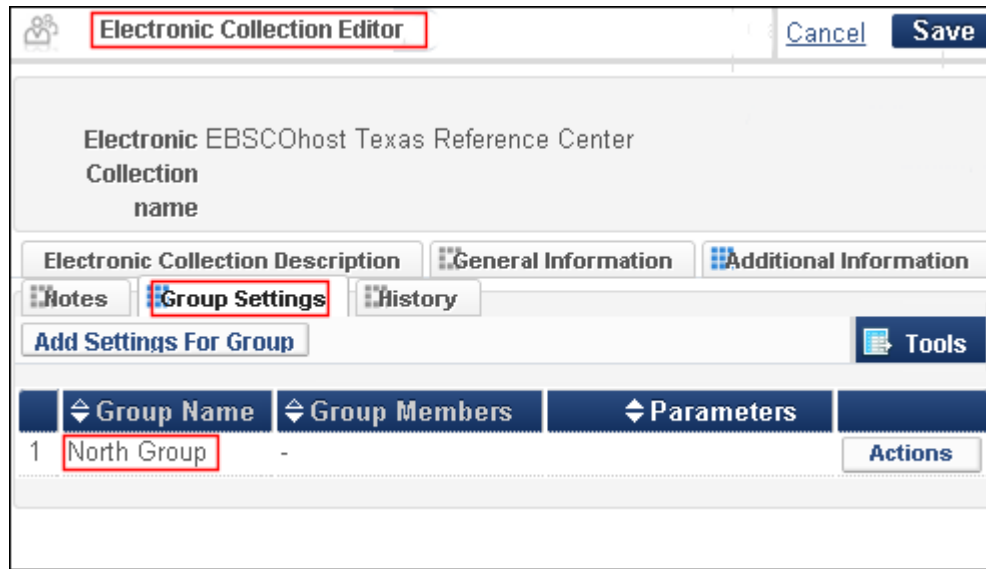 Electronic Collection Editor Cancel Save
Electronic EBSCOhost Texas Reference Center
Collection
name
Electronic Collection Description General Information Additional Information
Notes Group Settings History
Add Settings For Group Tools
Group Name Group Members Parameters
1 North Group - Actions